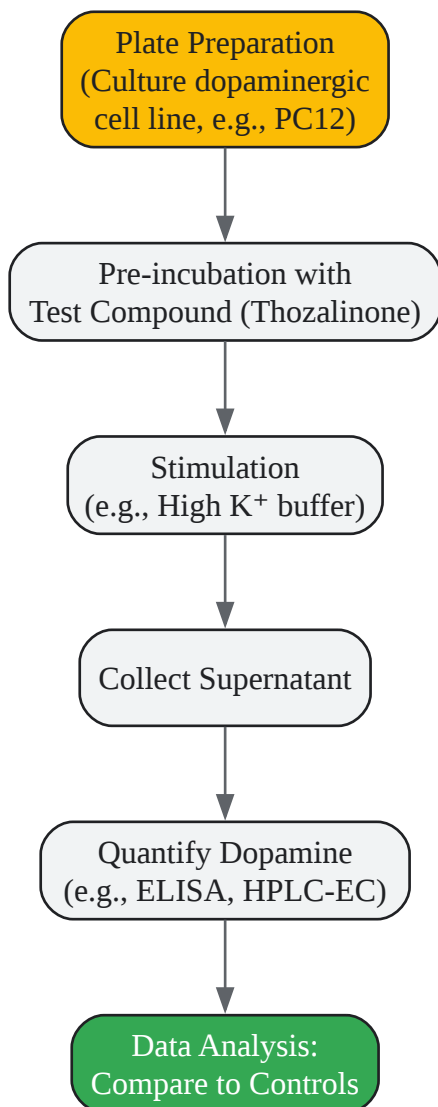 Plate Preparation
(Culture dopaminergic
cell line, e.g., PC12)
Pre-incubation with
Test Compound (Thozalinone)
Stimulation
(e.g., High K⁺ buffer)
Collect Supernatant
Quantify Dopamine
(e.g., ELISA, HPLC-EC)
Data Analysis:
Compare to Controls